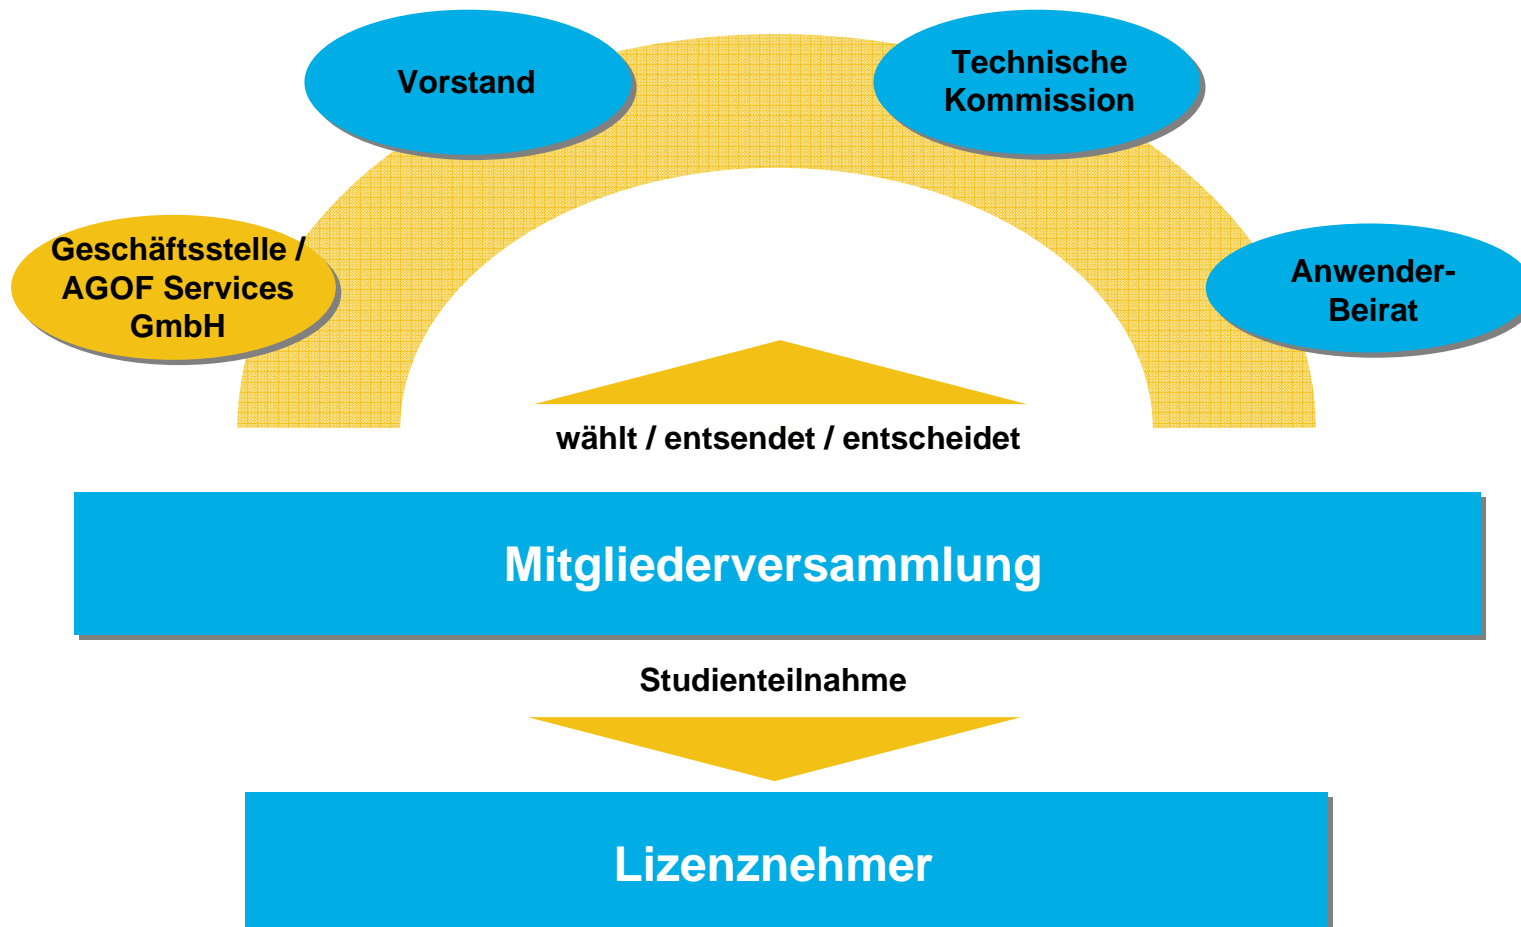 Vorstand
Technische
Kommission
Geschäftsstelle /
AGOF Services
GmbH
Anwender-
Beirat
wählt / entsendet / entscheidet
Mitgliederversammlung
Studienteilnahme
Lizenznehmer